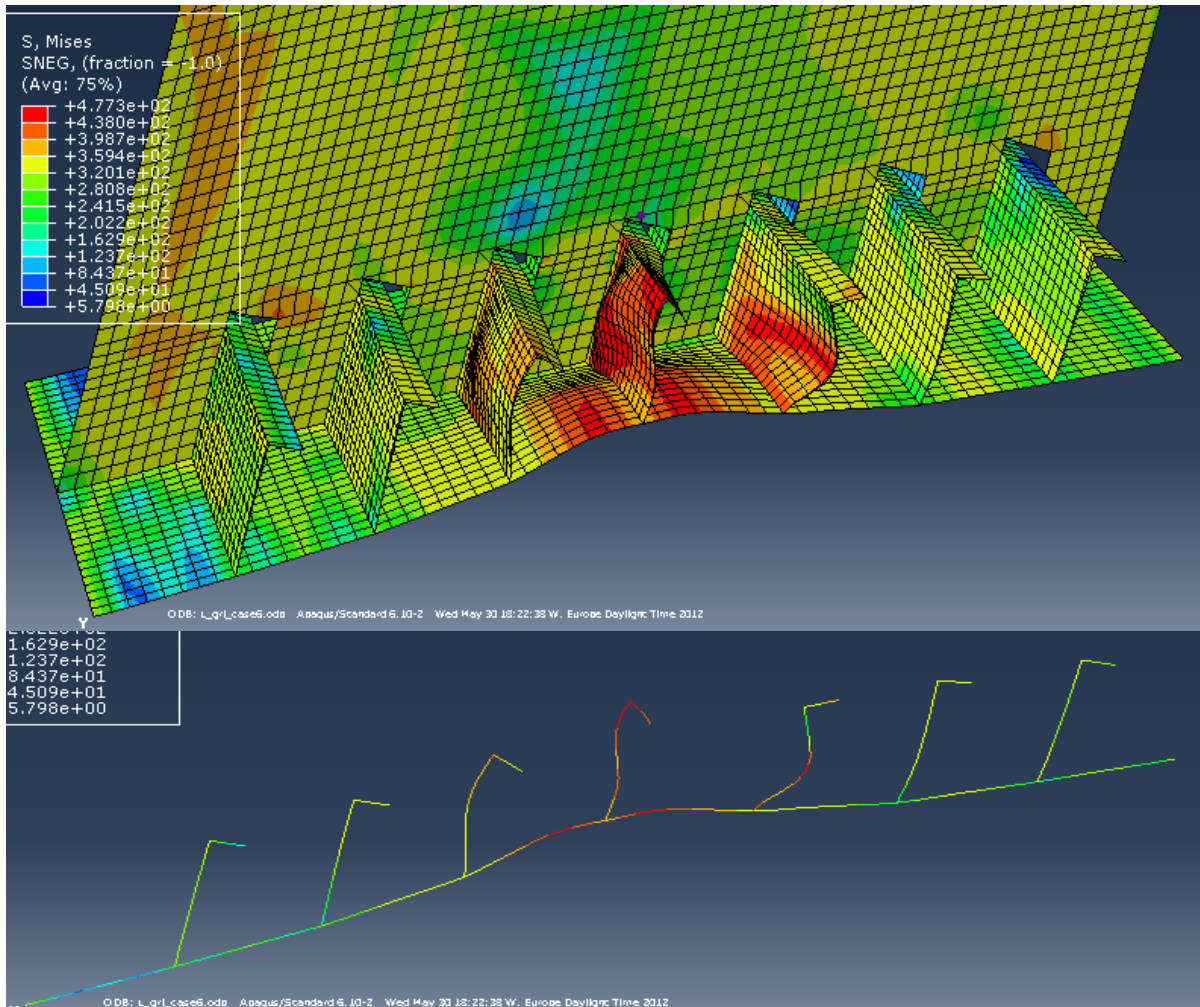 S, Mises
SNEG, (fraction = -1.0)
(Avg: 75%)
+4.773e+02
+4.380e+02
+3.987e+02
+3.594e+02
+3.201e+02
+2.808e+02
+2.415e+02
+2.022e+02
+1.629e+02
+1.237e+02
+8.437e+01
+4.509e+01
+5.798e+00
ODB: L_grl_case6.odb Abaqus/Standard 6.10-2 Wed May 30 18:22:38 W. Europe Daylight Time 2012
Y
1.629e+02
1.237e+02
8.437e+01
4.509e+01
5.798e+00
ODB: L_grl_case6.odb Abaqus/Standard 6.10-2 Wed May 30 18:22:38 W. Europe Daylight Time 2012